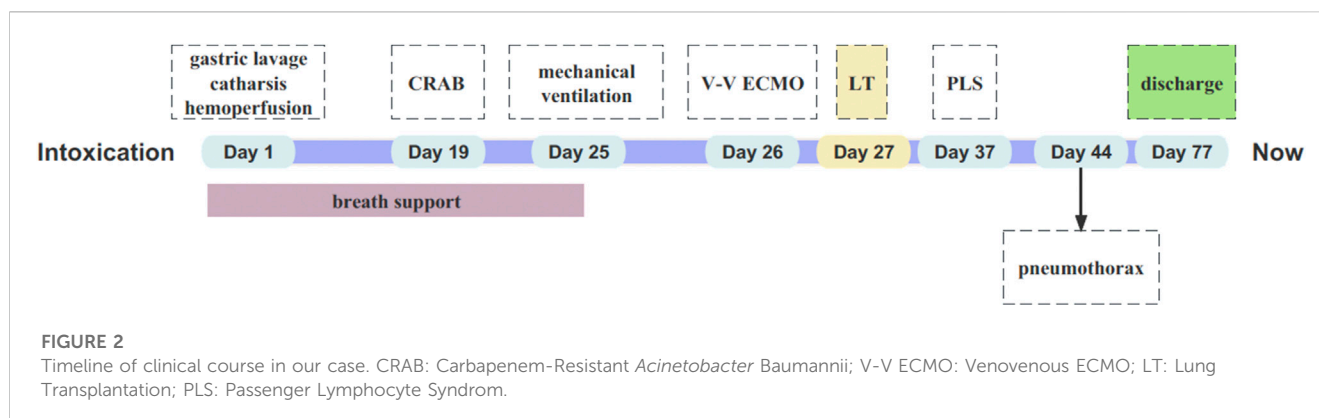 gastric lavage
catharsis
hemoperfusion
CRAB
mechanical
ventilation
V-V ECMO
LT
PLS
discharge
Intoxication
Day 1
Day 19
Day 25
Day 26
Day 27
Day 37
Day 44
Day 77
Now
breath support
pneumothorax
FIGURE 2
Timeline of clinical course in our case. CRAB: Carbapenem-Resistant Acinetobacter Baumannii; V-V ECMO: Venovenous ECMO; LT: Lung
Transplantation; PLS: Passenger Lymphocyte Syndrom.